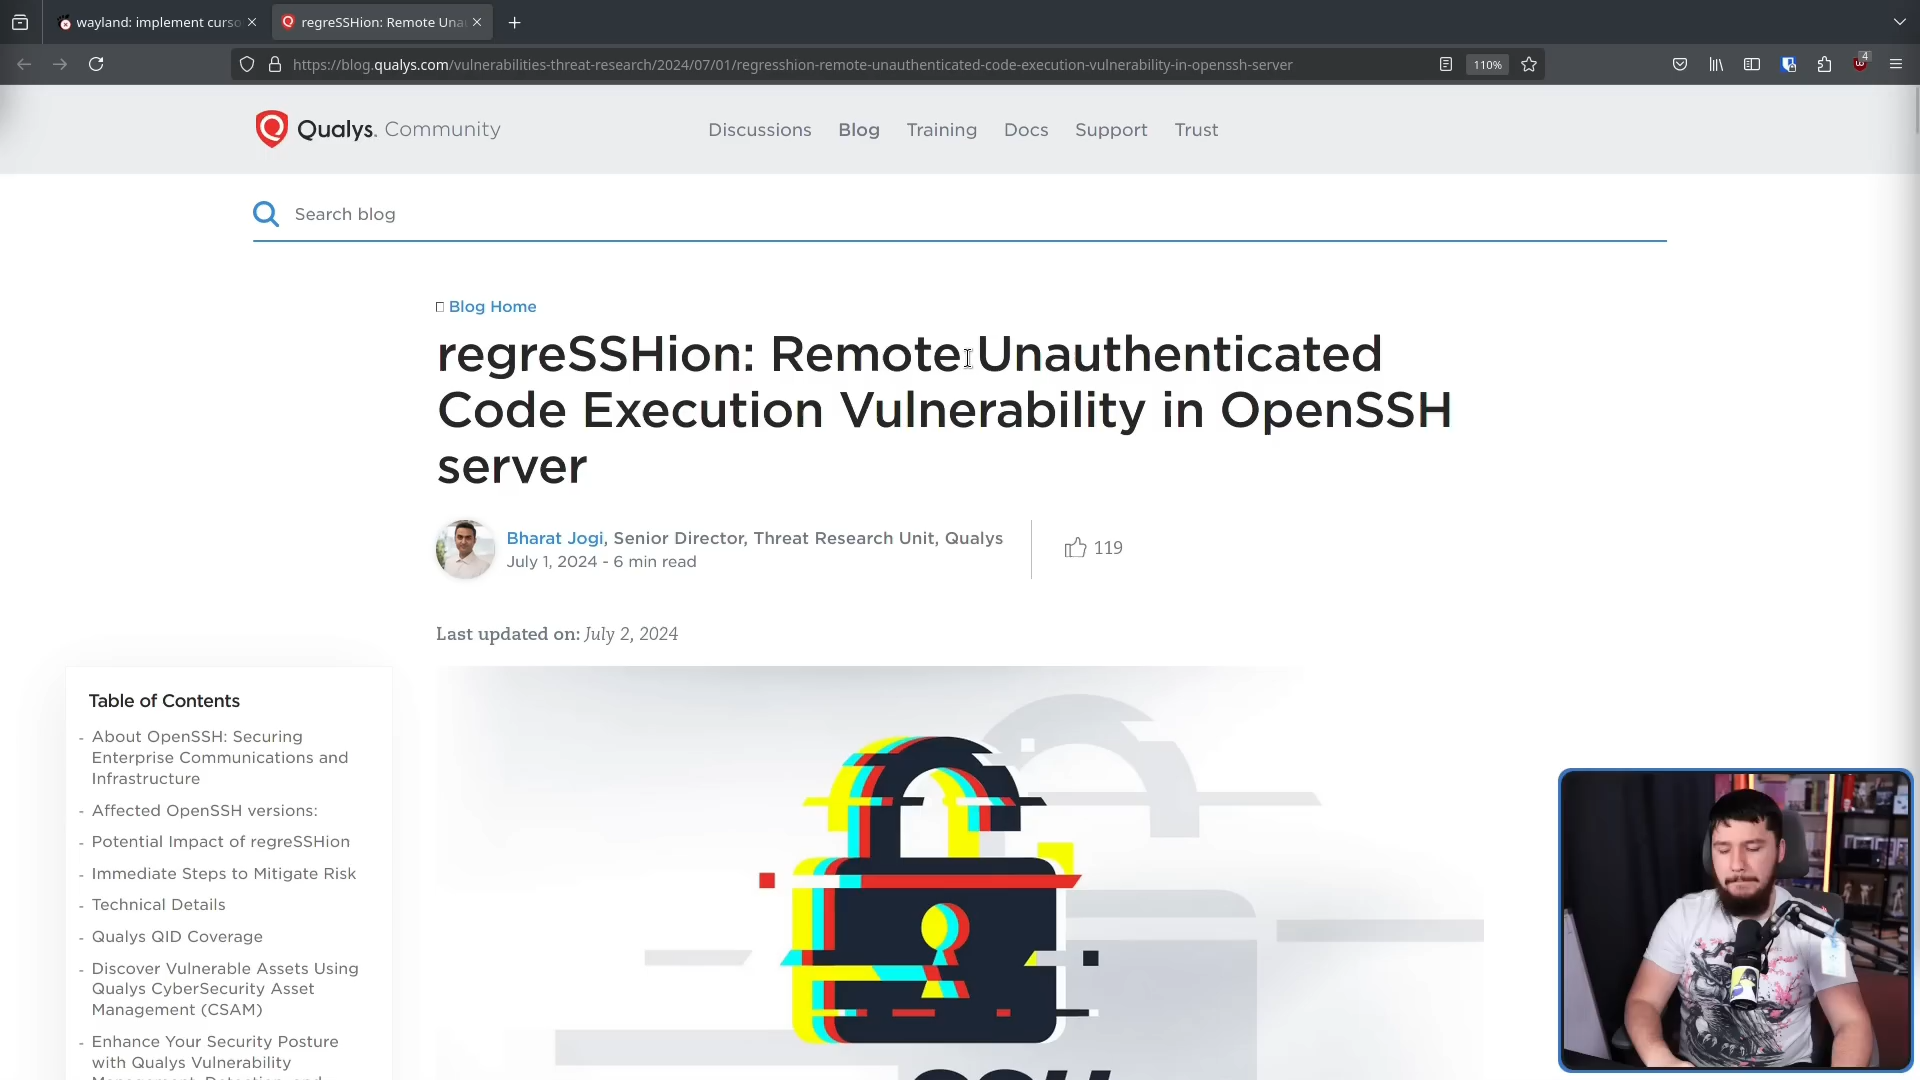 wayland: implement curso
regreSSHion: Remote Una
https://blog.qualys.com/vulnerabilities-threat-research/2024/07/01/regresshion-remote-unauthenticated-code-execution-vulnerability-in-openssh-server
110%
4
Qualys. Community
Discussions
Blog
Training
Docs
Support
Trust
Search blog
Blog Home
regreSSHion: Remote Unauthenticated
Code Execution Vulnerability in OpenSSH
server
Bharat Jogi, Senior Director, Threat Research Unit, Qualys
July 1, 2024 - 6 min read
119
Last updated on: July 2, 2024
Table of Contents
- About OpenSSH: Securing
Enterprise Communications and
Infrastructure
- Affected OpenSSH versions:
- Potential Impact of regreSSHion
- Immediate Steps to Mitigate Risk
- Technical Details
- Qualys QID Coverage
- Discover Vulnerable Assets Using
Qualys CyberSecurity Asset
Management (CSAM)
- Enhance Your Security Posture
with Qualys Vulnerability
Management, Detection, and